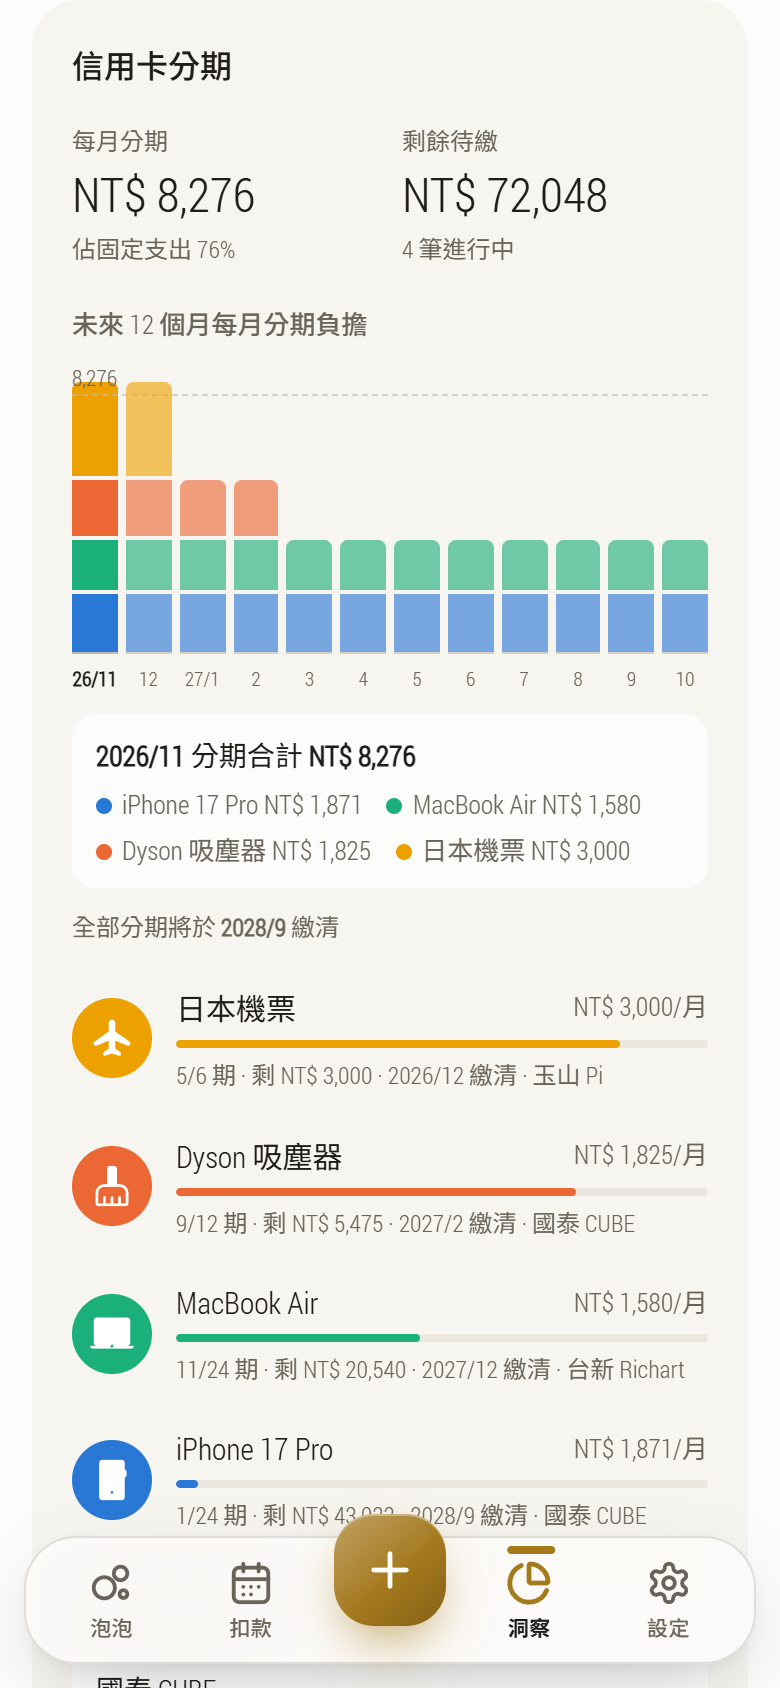 信用卡分期
每月分期 剩餘待繳
NT$ 8,276 NT$ 72,048
佔固定支出 76% 4 筆進行中
未來 12 個月每月分期負擔
8,276
26/11 12 27/1 2 3 4 5 6 7 8 9 10
2026/11 分期合計 NT$ 8,276
iPhone 17 Pro NT$ 1,871 MacBook Air NT$ 1,580
Dyson 吸塵器 NT$ 1,825 日本機票 NT$ 3,000
全部分期將於 2028/9 繳清
日本機票 NT$ 3,000/月
5/6 期 · 剩 NT$ 3,000 · 2026/12 繳清 · 玉山 Pi
Dyson 吸塵器 NT$ 1,825/月
9/12 期 · 剩 NT$ 5,475 · 2027/2 繳清 · 國泰 CUBE
MacBook Air NT$ 1,580/月
11/24 期 · 剩 NT$ 20,540 · 2027/12 繳清 · 台新 Richart
iPhone 17 Pro NT$ 1,871/月
1/24 期 · 剩 NT$ 2028/9 繳清 · 國泰 CUBE
泡泡 扣款 洞察 設定
國泰 CUBE